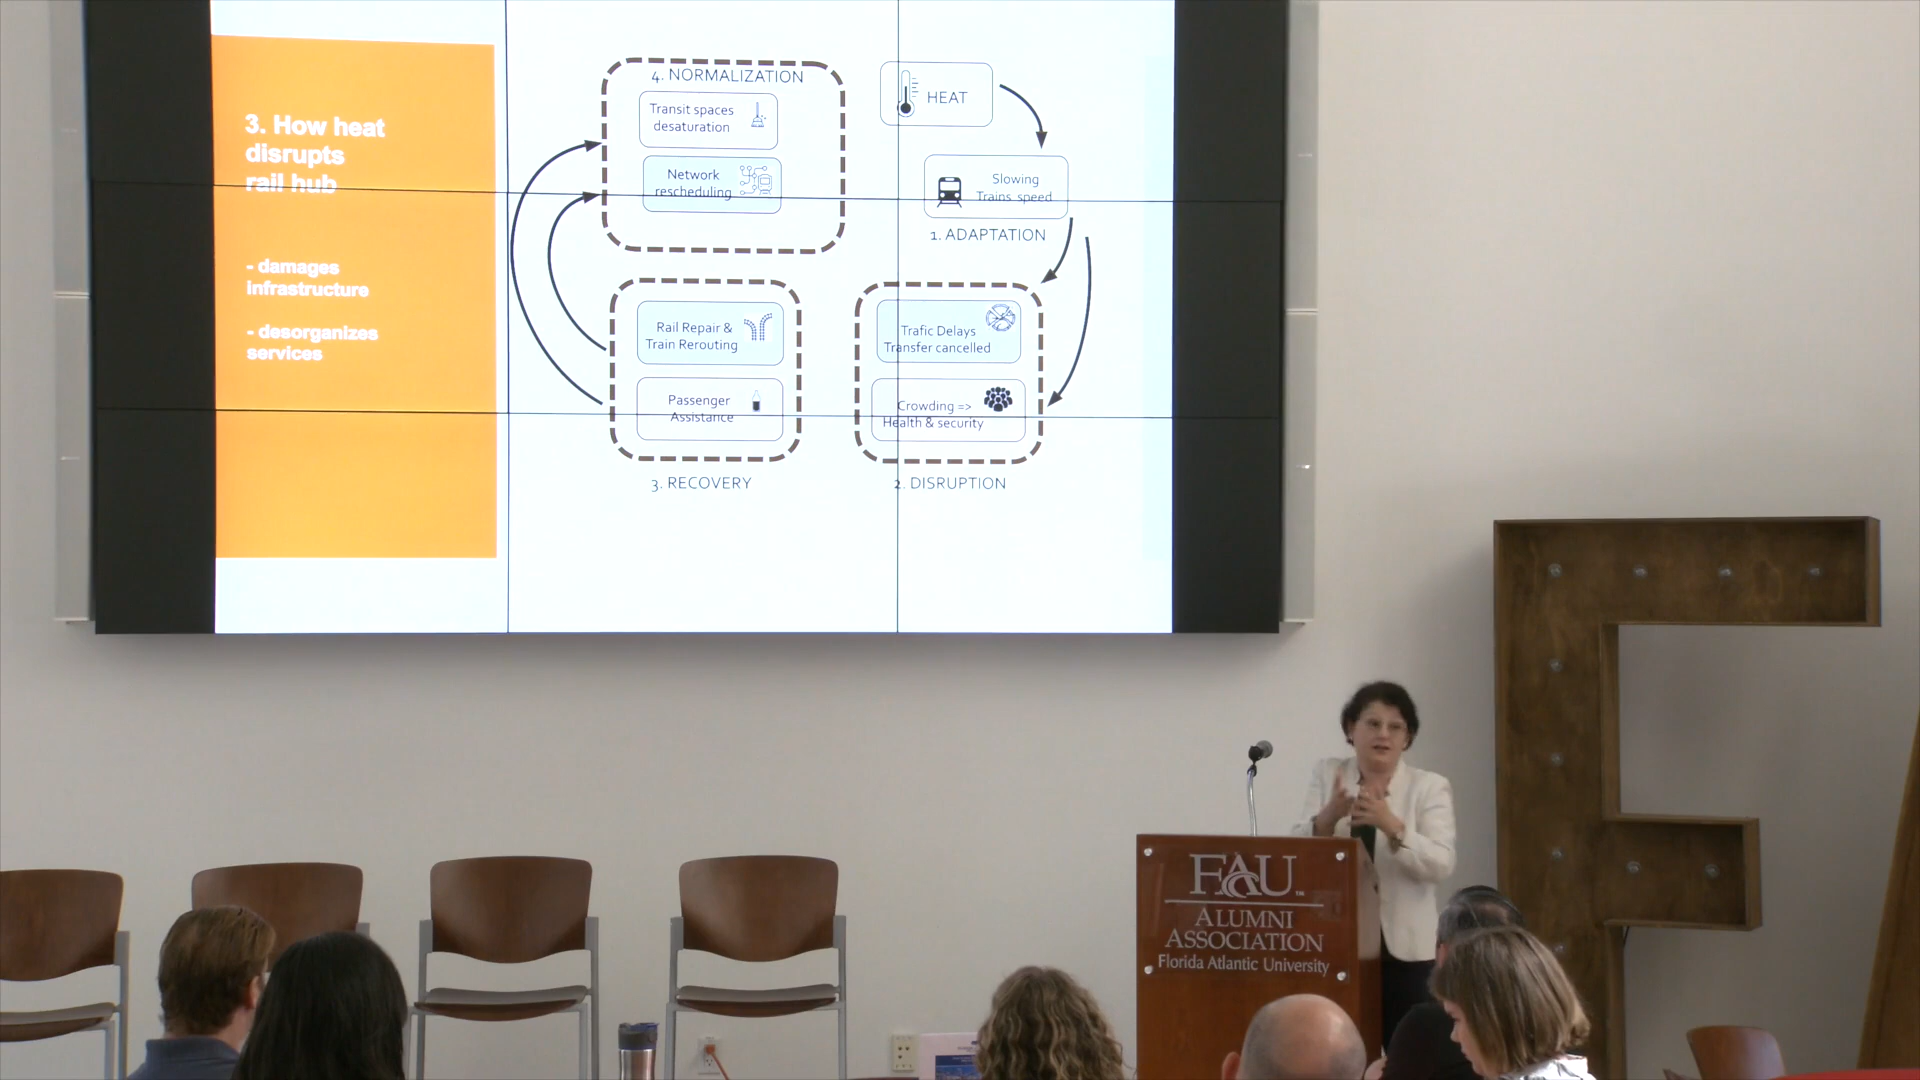 3. How heat
disrupts
rail hub
- damages
infrastructure
- desorganizes
services
4. NORMALIZATION
Transit spaces
desaturation
Network
rescheduling
HEAT
Slowing
Trains speed
1. ADAPTATION
Rail Repair &
Train Rerouting
Passenger
Assistance
3. RECOVERY
Trafic Delays
Transfer cancelled
Crowding =>
Health & security
2. DISRUPTION
FAU
ALUMNI
ASSOCIATION
Florida Atlantic University
F